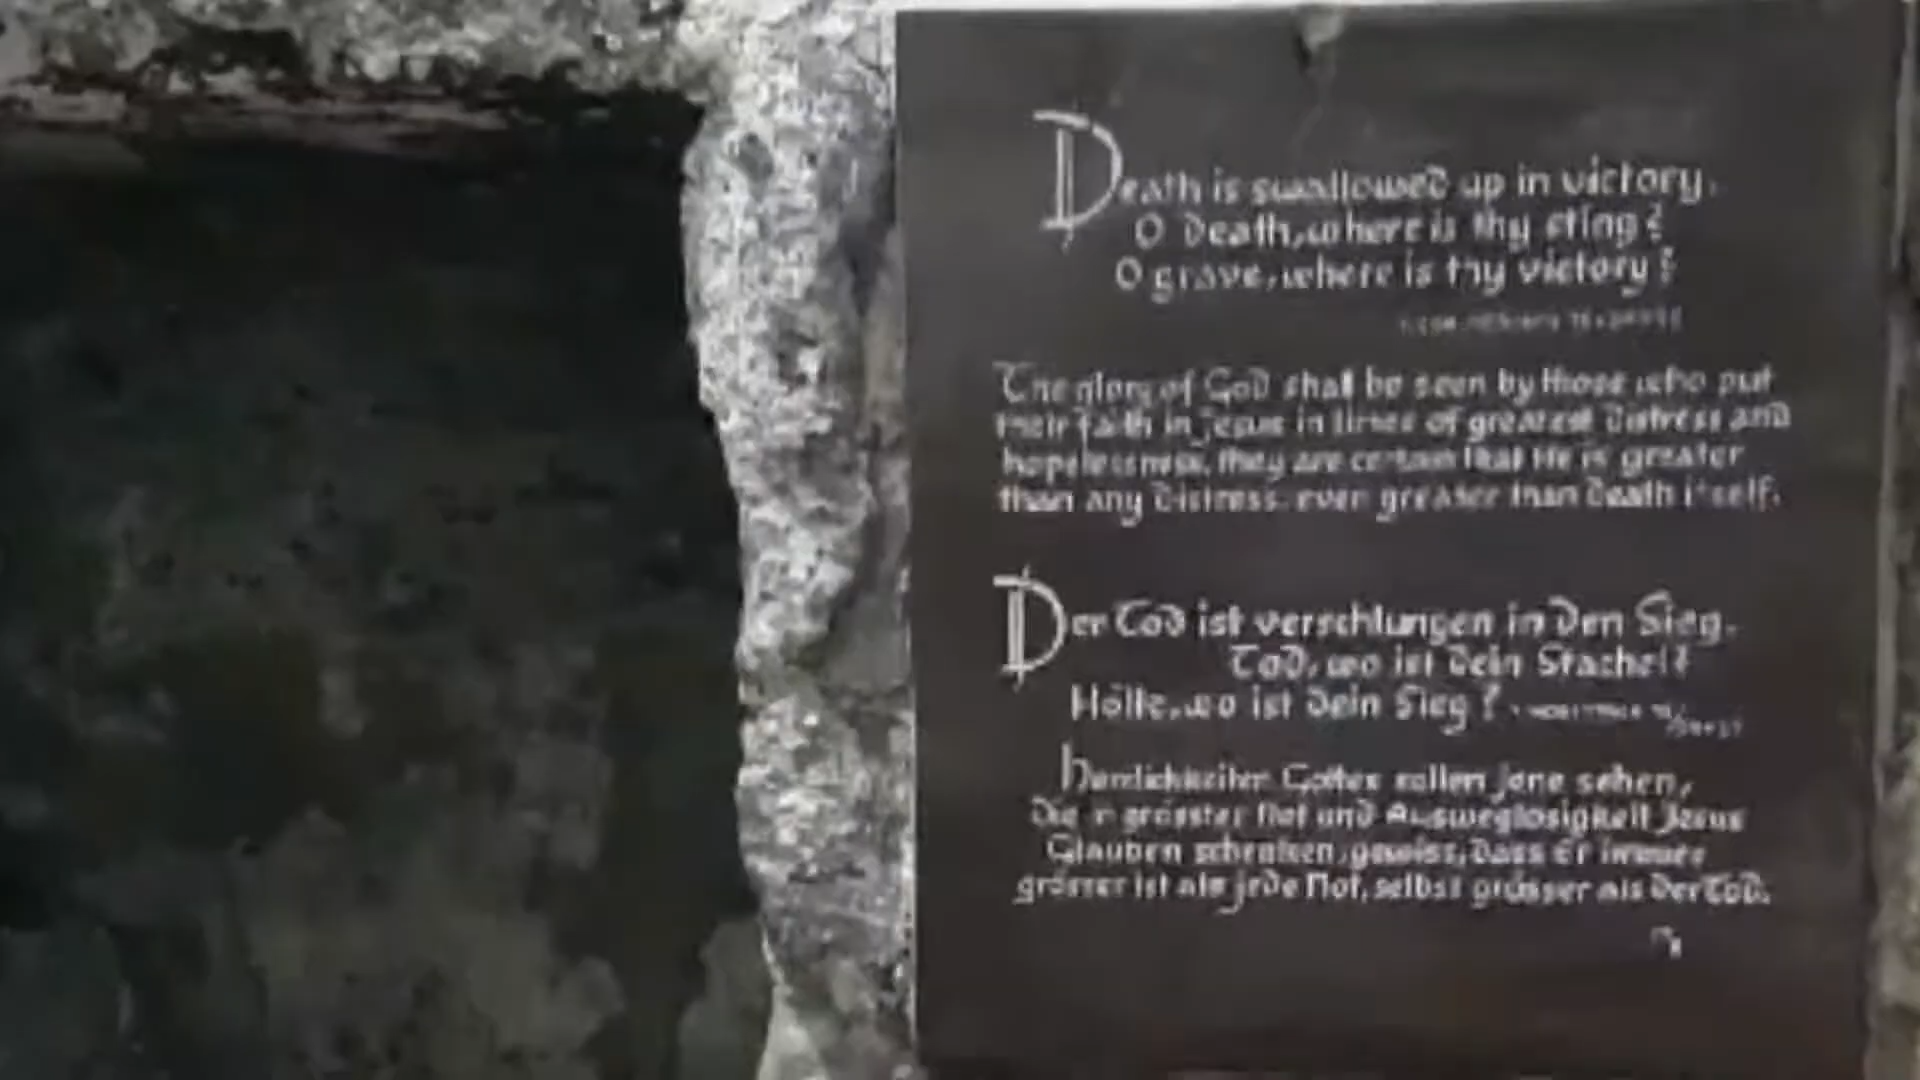 Death is swallowed up in victory.
O Death, where is thy sting?
O grave, where is thy victory?
The glory of God shall be seen by those who put
their faith in Jesus in times of greatest distress and
hopelessness. They are certain that He is greater
than any distress, even greater than death itself.
Der Tod ist verschlungen in den Sieg.
Tod, wo ist dein Stachel?
Hölle, wo ist dein Sieg?
Herrlichkeiten Gottes sollen jene sehen,
die in grösster Not und Ausweglosigkeit Jesus
Glauben schenken, gewiss, dass Er immer
grösser ist als jede Not, selbst grösser als der Tod.